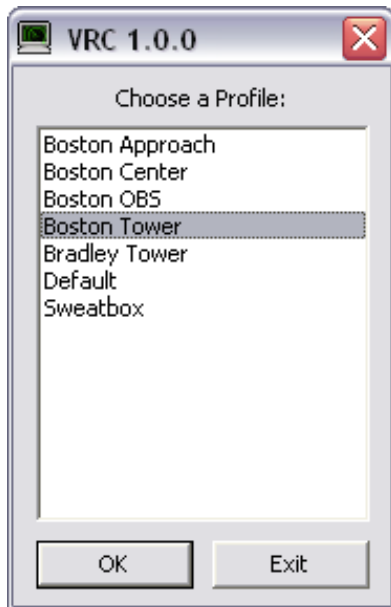 VRC 1.0.0
Choose a Profile:
Boston Approach
Boston Center
Boston OBS
Boston Tower
Bradley Tower
Default
Sweatbox
OK
Exit